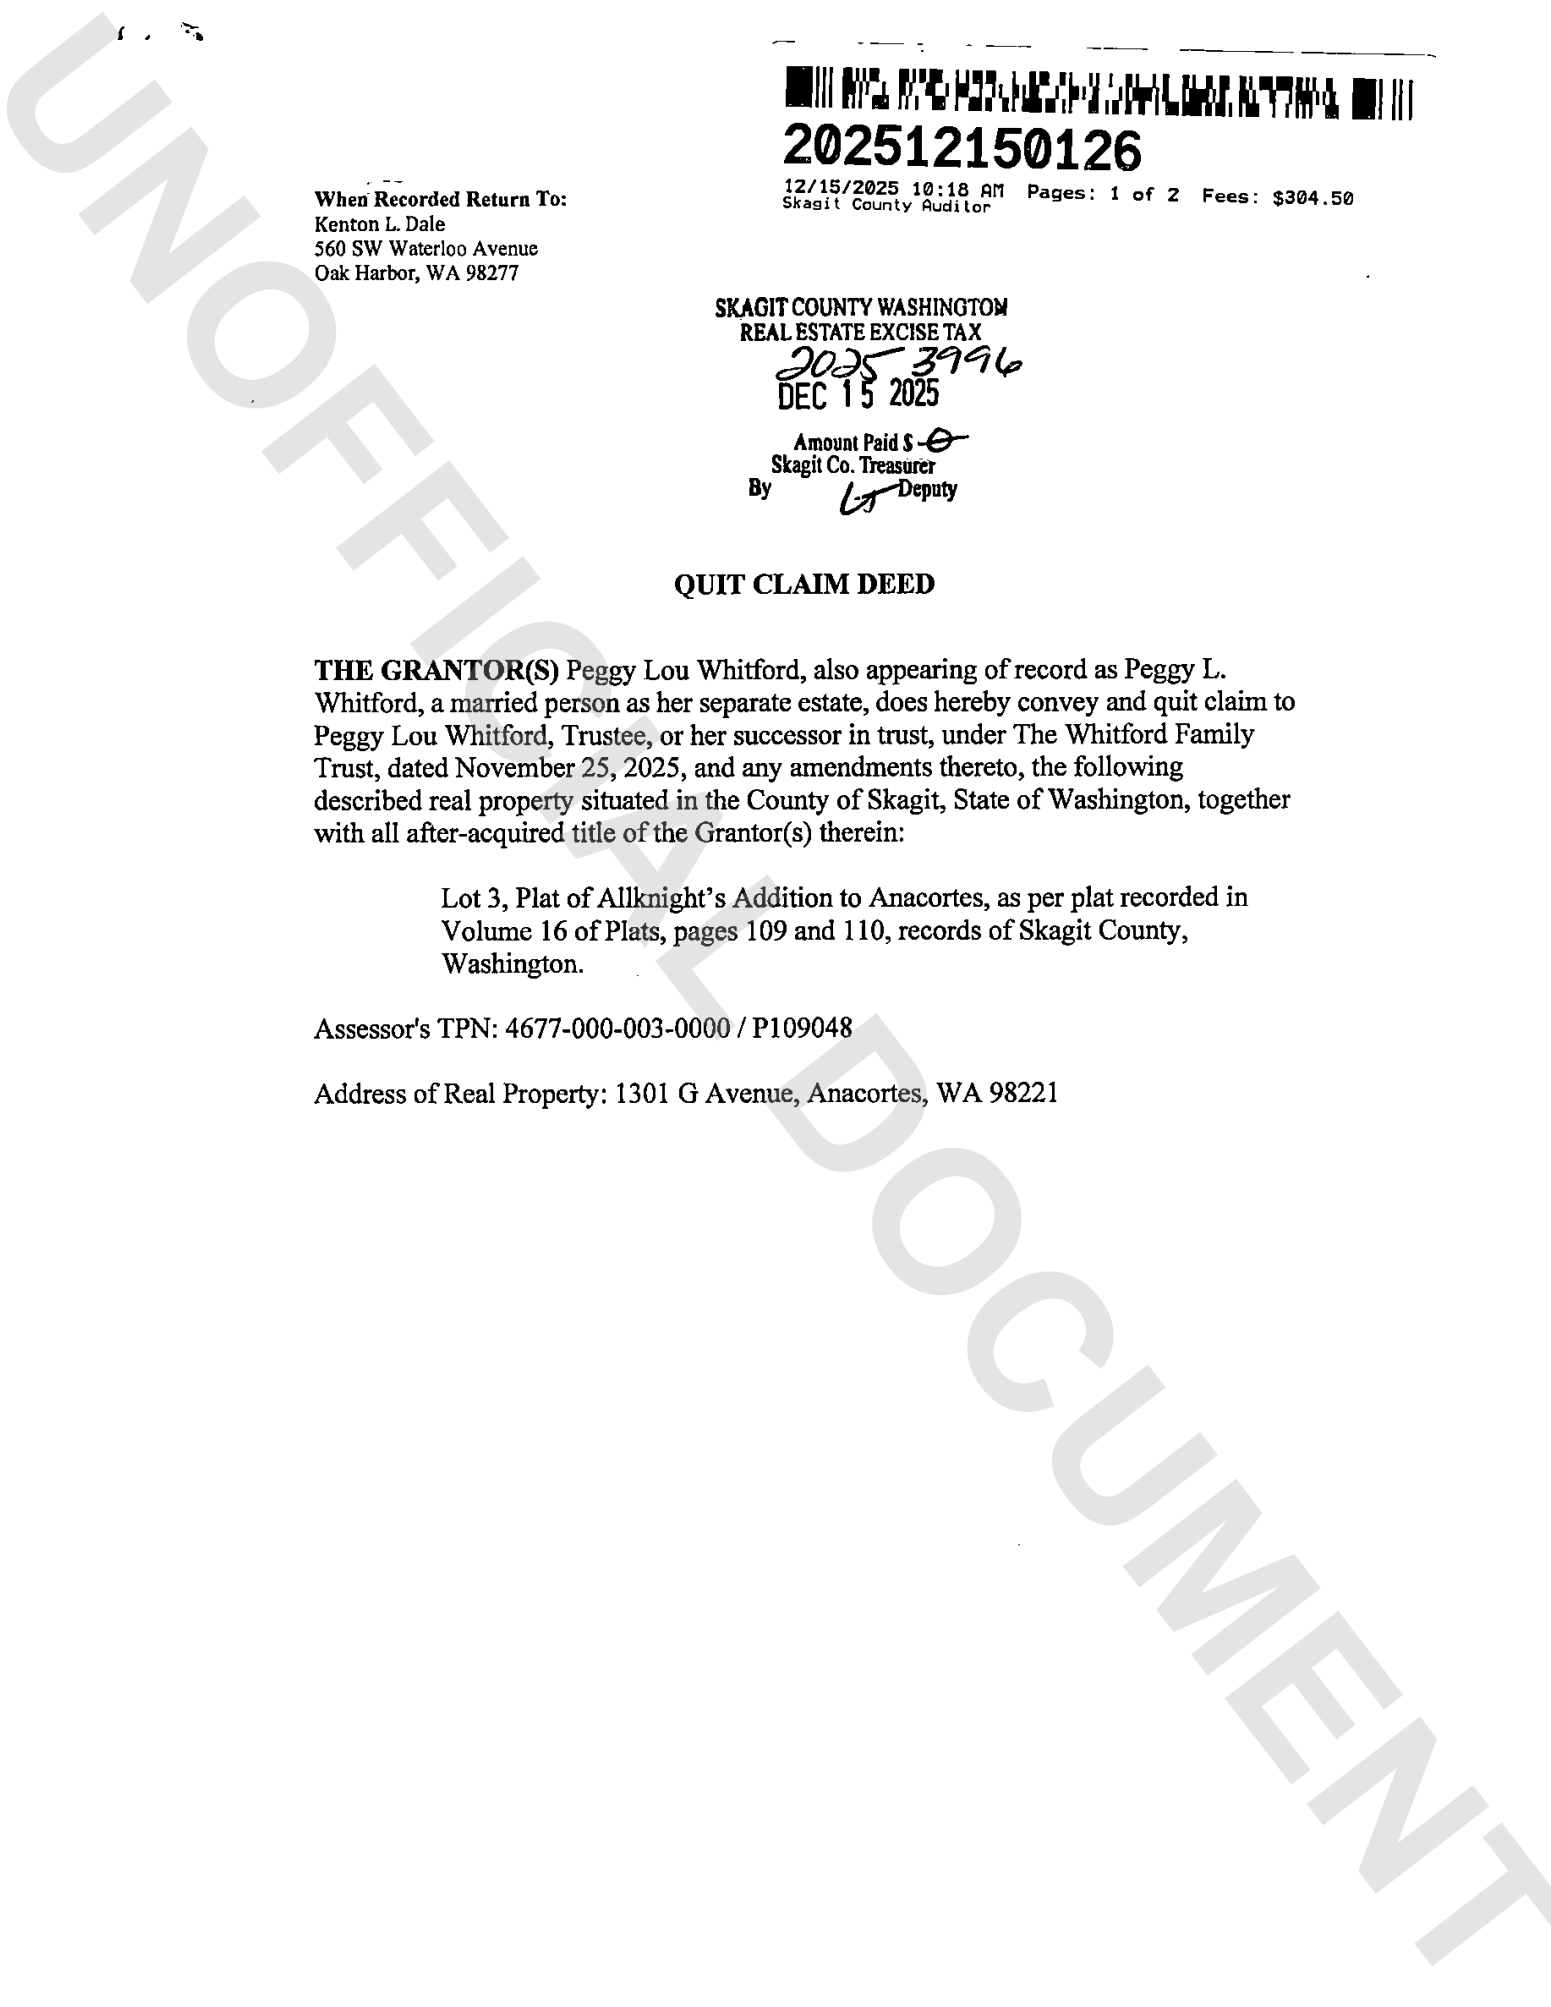 202512150126
12/15/2025 10:18 AM Pages: 1 of 2 Fees: $304.50
Skagit County Auditor
When Recorded Return To:
Kenton L. Dale
560 SW Waterloo Avenue
Oak Harbor, WA 98277
SKAGIT COUNTY WASHINGTON
REAL ESTATE EXCISE TAX
2025 3996
DEC 15 2025
Amount Paid $ 0
Skagit Co. Treasurer
By Deputy
QUIT CLAIM DEED
THE GRANTOR(S) Peggy Lou Whitford, also appearing of record as Peggy L.
Whitford, a married person as her separate estate, does hereby convey and quit claim to
Peggy Lou Whitford, Trustee, or her successor in trust, under The Whitford Family
Trust, dated November 25, 2025, and any amendments thereto, the following
described real property situated in the County of Skagit, State of Washington, together
with all after-acquired title of the Grantor(s) therein:
Lot 3, Plat of Allknight's Addition to Anacortes, as per plat recorded in
Volume 16 of Plats, pages 109 and 110, records of Skagit County,
Washington.
Assessor's TPN: 4677-000-003-0000 / P109048
Address of Real Property: 1301 G Avenue, Anacortes, WA 98221
UNOFFICIAL DOCUMENT